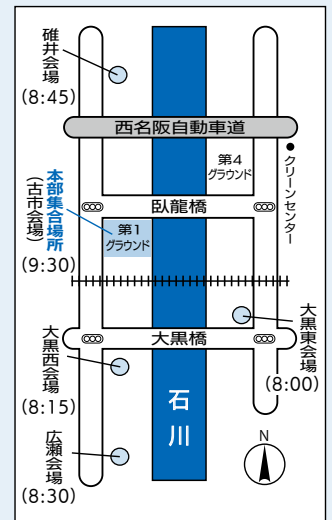 碓井会場
(8:45)
西名阪自動車道
第4
グラウンド
クリーンセンター
本部集合場所
(古市会場)
(9:30)
臥龍橋
第1
グラウンド
大黒橋
大黒東会場
(8:00)
大黒西会場
(8:15)
石川
広瀬会場
(8:30)
N